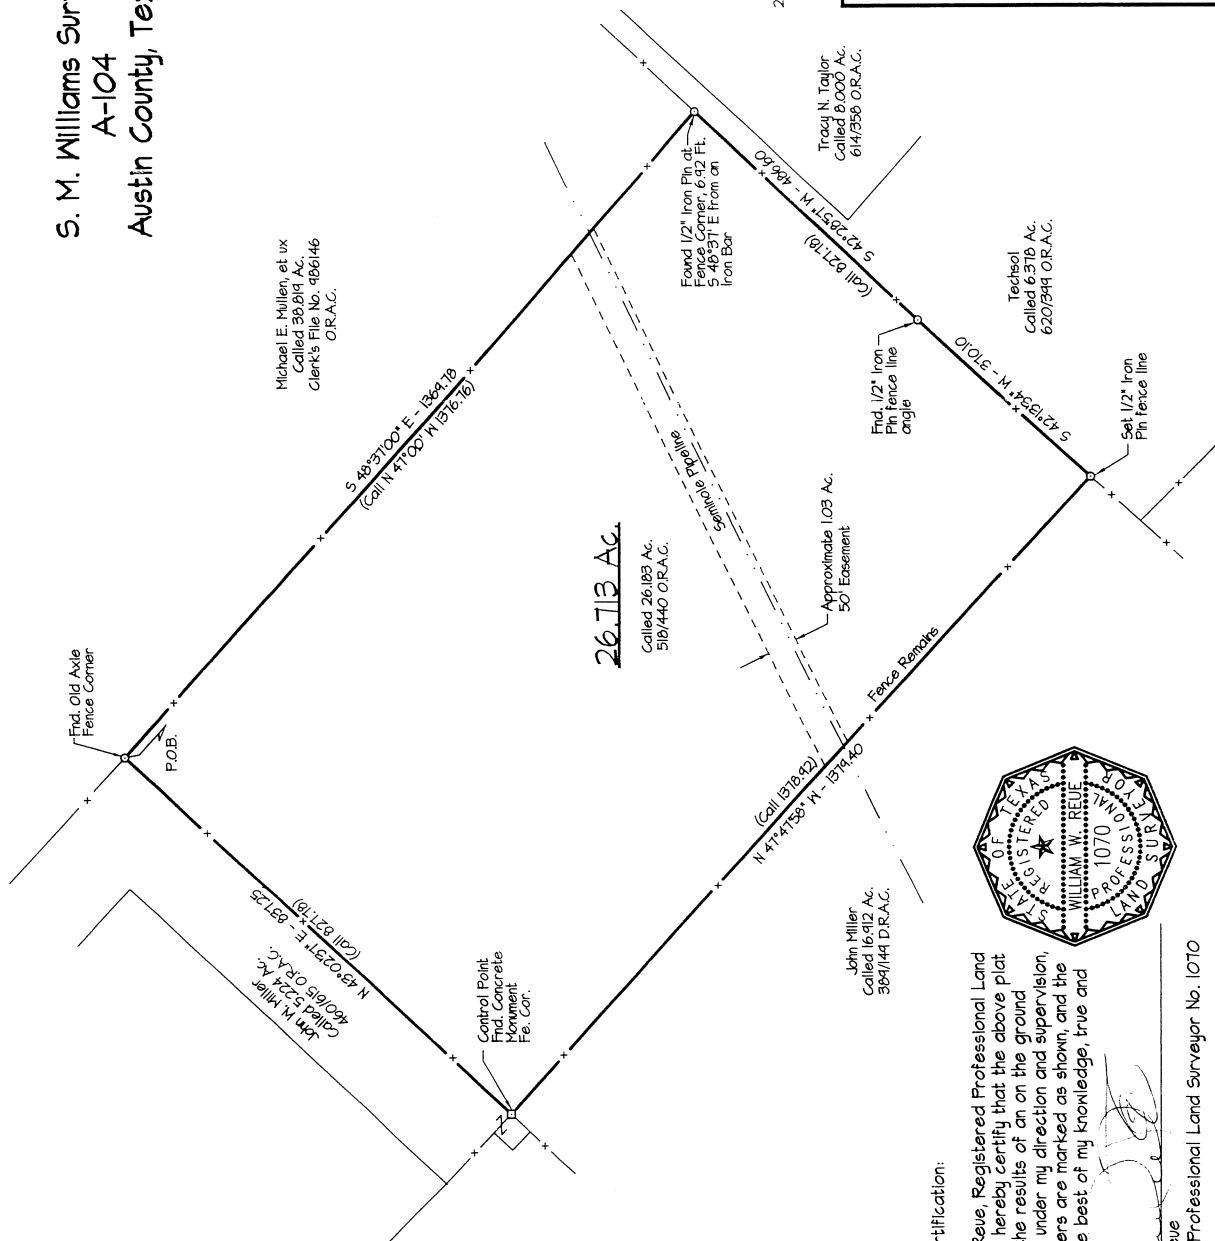 S. M. Williams Sur
A-104
Austin County, Te
Michael E. Mullen, et ux
Called 38.819 Ac.
Clerk's File No. 986146
O.R.A.C.
Tracy N. Taylor
Called 8.000 Ac.
614/358 O.R.A.C.
Found 1/2" Iron Pin at
Fence Corner, 6.92 Ft.
S 48°37' E from an
Iron Bar
S 42°28'51" W - 486.60
(Call 827.78)
Techsol
Called 6.378 Ac.
620/399 O.R.A.C.
Fnd. 1/2" Iron
Pin fence line
angle
S 42°13'34" W - 370.10
Set 1/2" Iron
Pin fence line
S 48°37'00" E - 1369.78
(Call N 47°00' W 1376.76)
Seminole Pipeline
Approximate 1.03 Ac.
50' Easement
26.713 Ac.
Called 26.183 Ac.
518/440 O.R.A.C.
Fnd. Old Axle
Fence Corner
P.O.B.
Fence Remains
(Call 1378.92)
N 47°47'58" W - 1379.40
John Miller
Called 16.912 Ac.
384/144 D.R.A.C.
N 43°02'37" E - 837.25
(Call 827.78)
John W. Miller
Called 5.224 Ac.
460/615 O.R.A.C.
Control Point
Fnd. Concrete
Monument
Fe. Cor.
STATE OF TEXAS
REGISTERED
WILLIAM W. REUE
1070
PROFESSIONAL
LAND SURVEYOR
rtification:
Reue, Registered Professional Land
hereby certify that the above plat
he results of an on the ground
under my direction and supervision,
ers are marked as shown, and the
e best of my knowledge, true and
eue
Professional Land Surveyor No. 1070
2